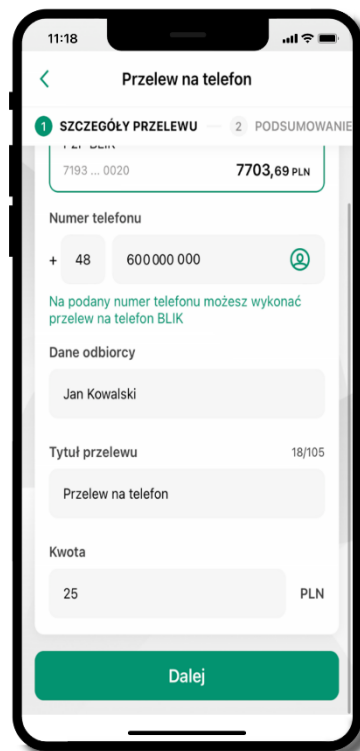 11:18
Przelew na telefon
1 SZCZEGÓŁY PRZELEWU 2 PODSUMOWANIE
BLIK
7193 ... 0020 7703,69 PLN
Numer telefonu
+ 48 600 000 000
Na podany numer telefonu możesz wykonać
przelew na telefon BLIK
Dane odbiorcy
Jan Kowalski
Tytuł przelewu 18/105
Przelew na telefon
Kwota
25 PLN
Dalej